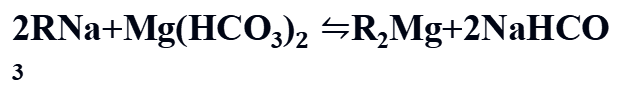 2RNa+Mg(HCO₃)₂ ⇋R₂Mg+2NaHCO
3